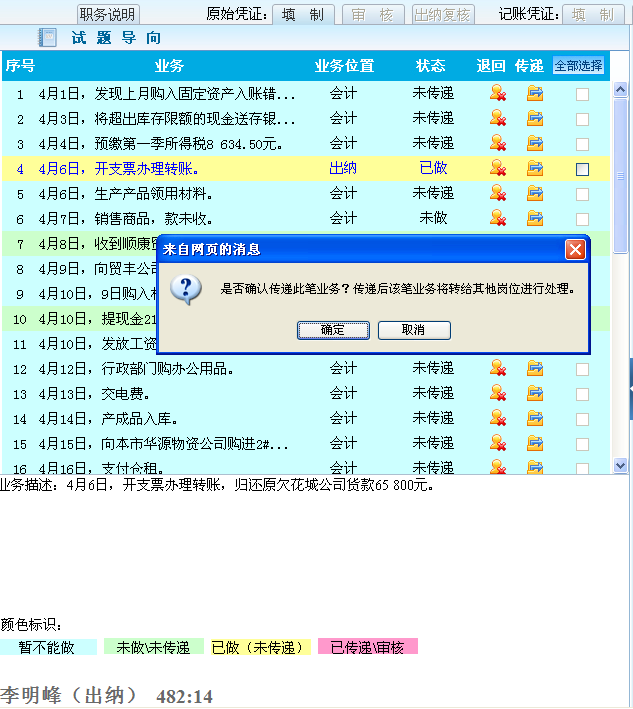 职务说明 原始凭证: 填 制 审 核 出纳复核 记账凭证: 填 制
试 题 导 向
序号 业务 业务位置 状态 退回 传递 全部选择
1 4月1日，发现上月购入固定资产入账错... 会计 未传递
2 4月3日，将超出库存限额的现金送存银... 会计 未传递
3 4月4日，预缴第一季所得税8 634.50元。 会计 未传递
4 4月6日，开支票办理转账。 出纳 已做
5 4月6日，生产产品领用材料。 会计 未传递
6 4月7日，销售商品，款未收。 会计 未做
7 4月8日，收到顺康
8 4月9日，向贸丰公司
9 4月10日，9日购入
10 4月10日，提现金21
11 4月10日，发放工资
来自网页的消息
是否确认传递此笔业务？传递后该笔业务将转给其他岗位进行处理。
确定 取消
12 4月12日，行政部门购办公用品。 会计 未传递
13 4月13日，交电费。 会计 未传递
14 4月14日，产成品入库。 会计 未传递
15 4月15日，向本市华源物资公司购进2#... 会计 未传递
16 4月16日，支付仓租。 会计 未传递
业务描述: 4月6日，开支票办理转账，归还原欠花城公司货款65 800元。
颜色标识:
暂不能做 未做\未传递 已做（未传递） 已传递\审核
李明峰（出纳） 482:14